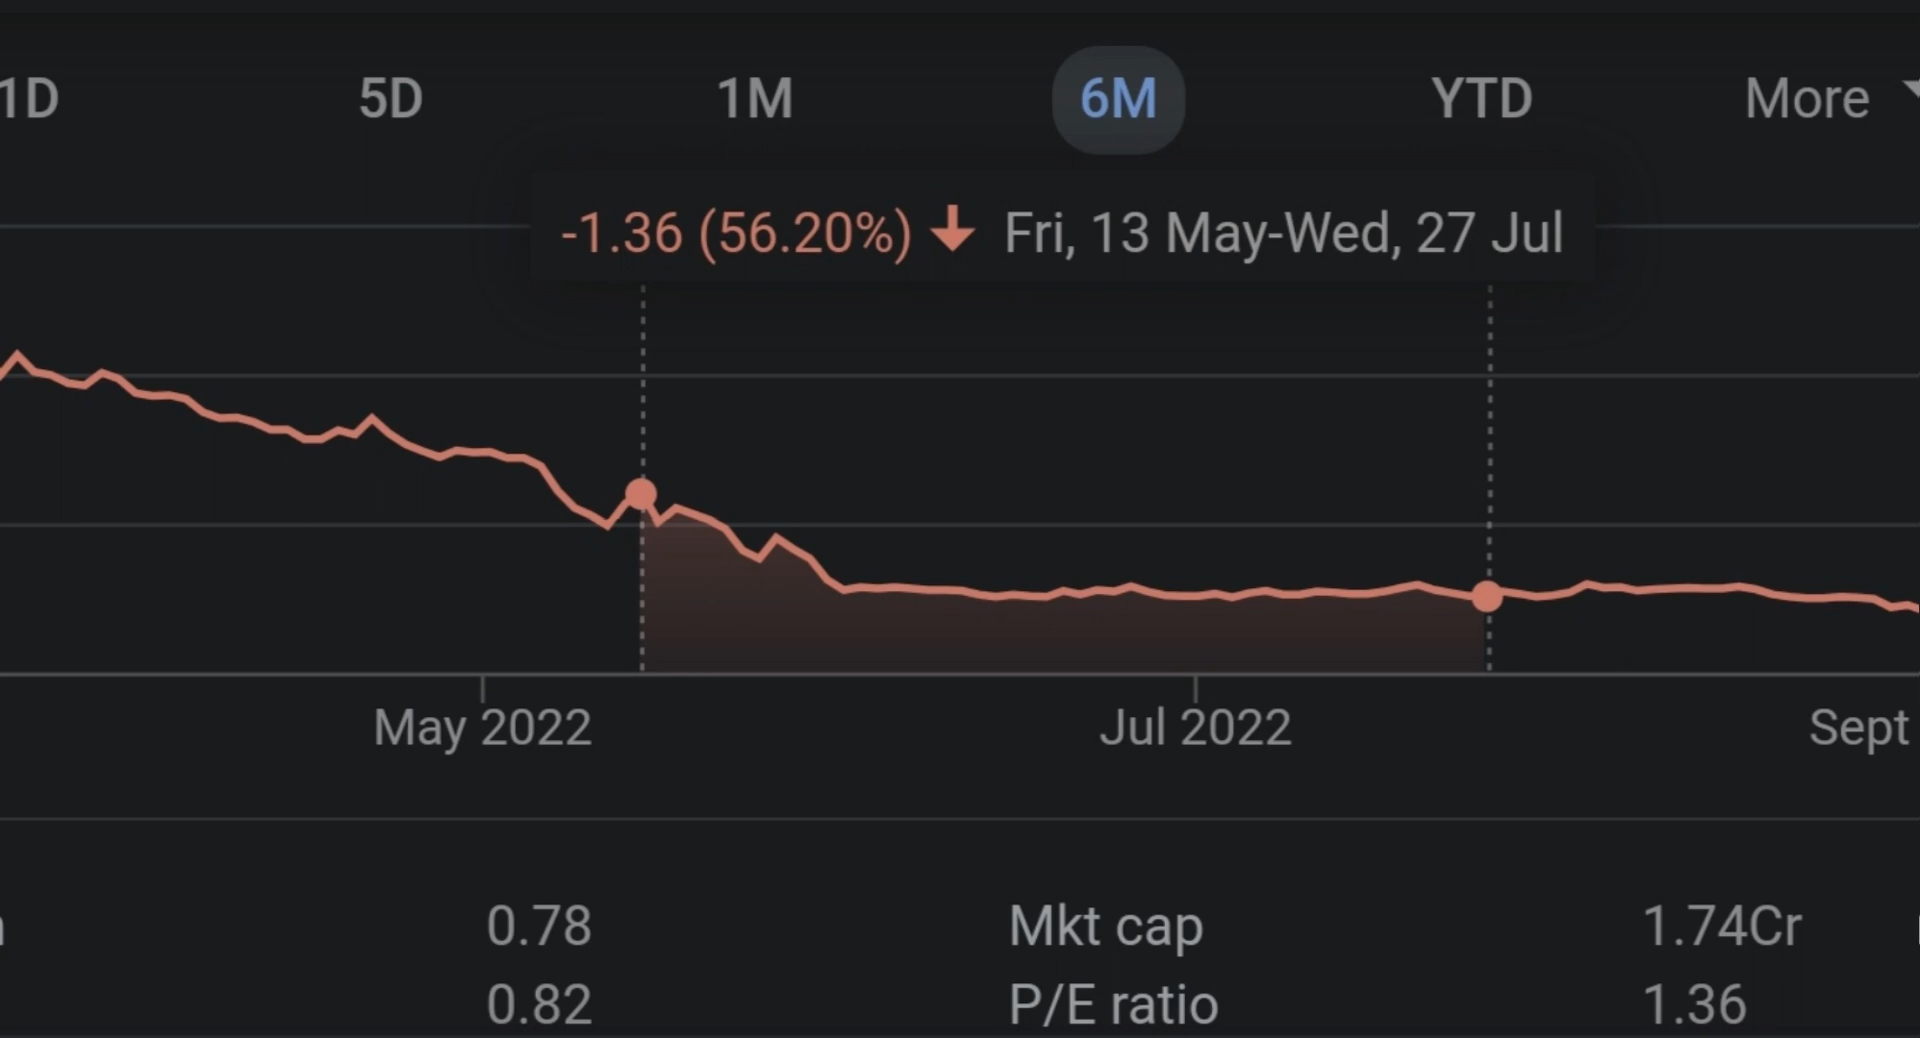 1D 5D 1M 6M YTD More
-1.36 (56.20%) Fri, 13 May-Wed, 27 Jul
May 2022 Jul 2022 Sept
0.78 Mkt cap 1.74Cr
0.82 P/E ratio 1.36